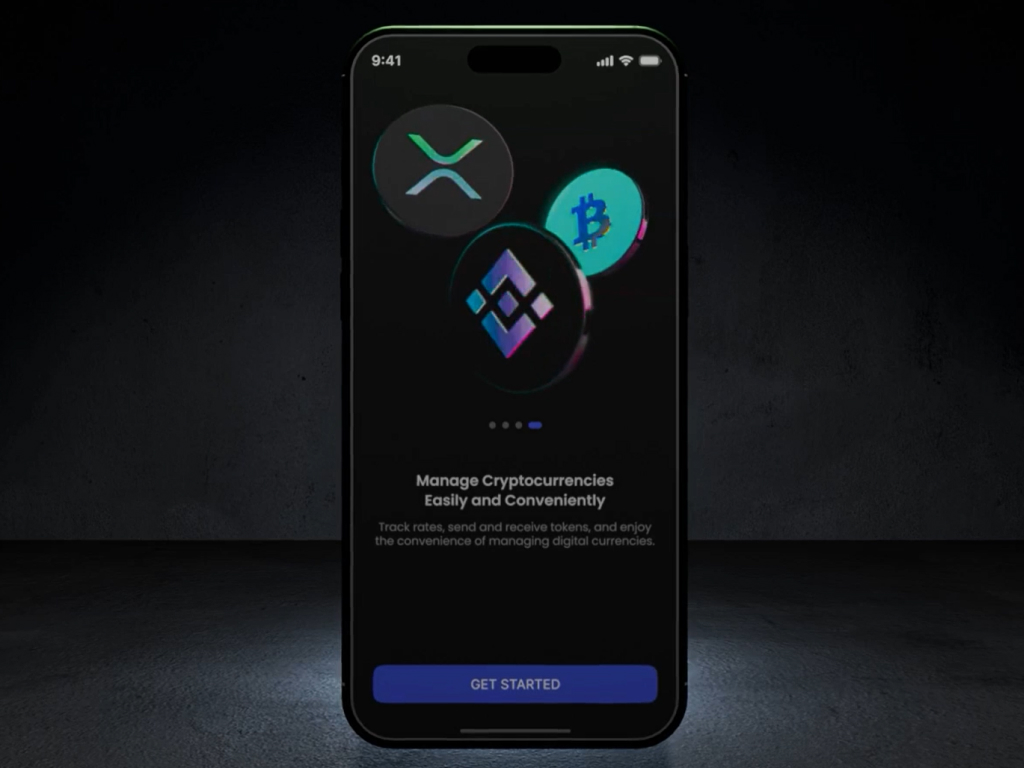 9:41
Manage Cryptocurrencies
Easily and Conveniently
Track rates, send and receive tokens, and enjoy
the convenience of managing digital currencies.
GET STARTED